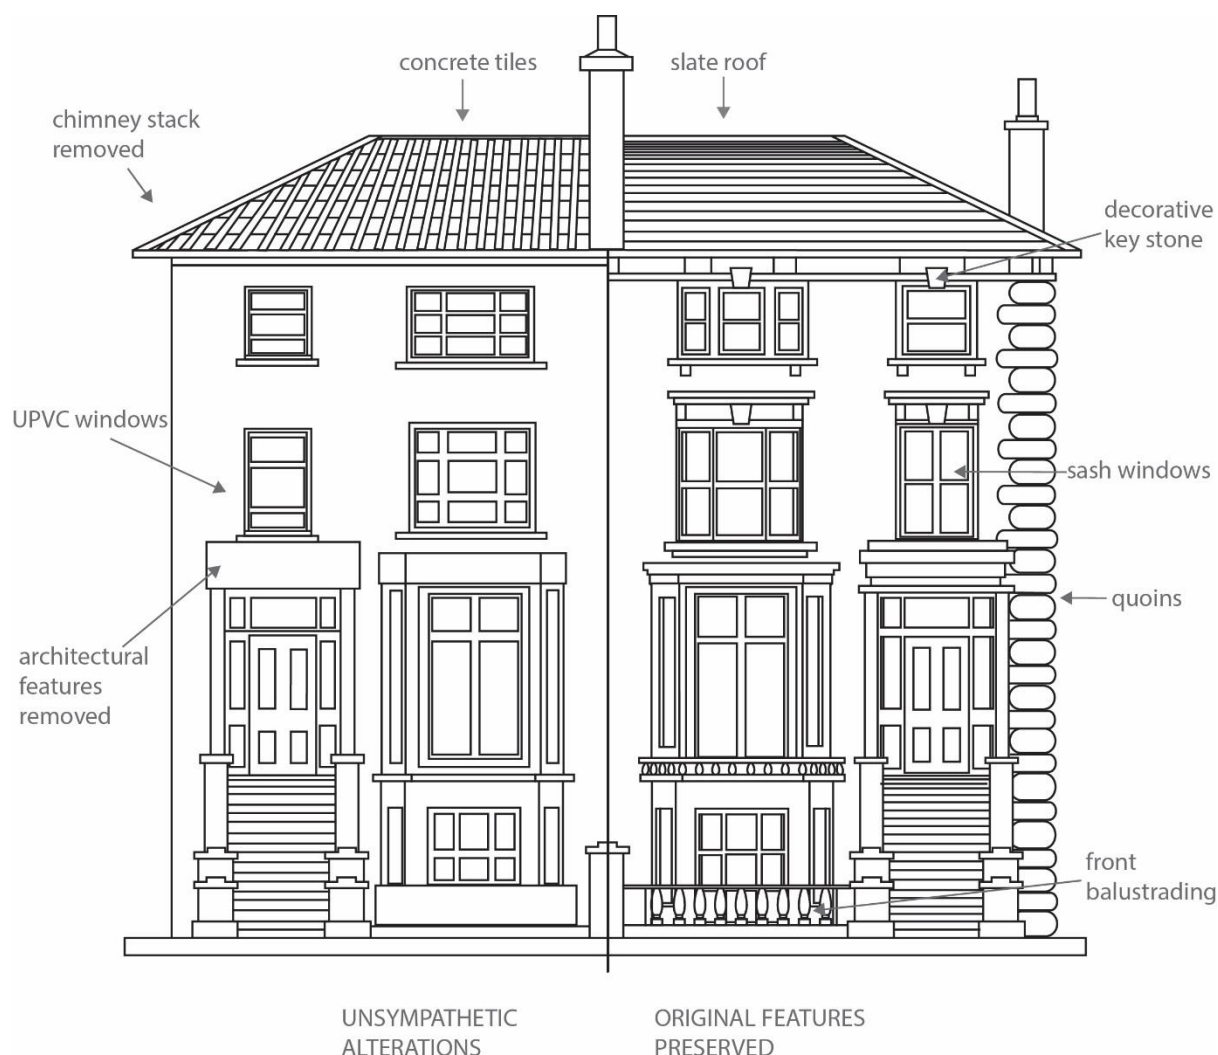 concrete tiles
slate roof
chimney stack
removed
decorative
key stone
UPVC windows
sash windows
quoins
architectural
features
removed
front
balustrading
UNSYMPATHETIC
ALTERATIONS
ORIGINAL FEATURES
PRESERVED